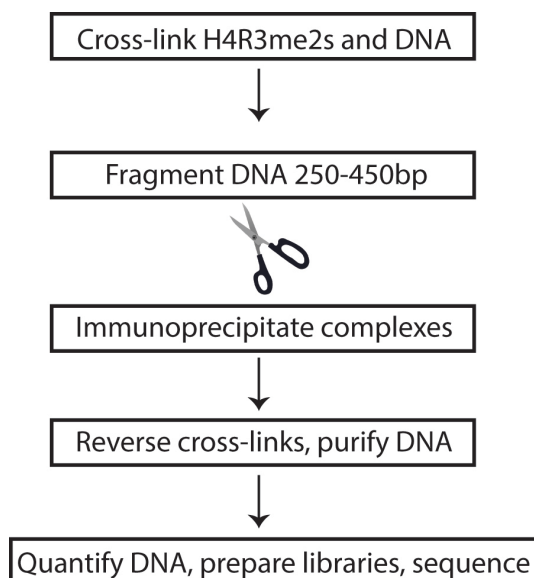 Cross-link H4R3me2s and DNA
Fragment DNA 250-450bp
Immunoprecipitate complexes
Reverse cross-links, purify DNA
Quantify DNA, prepare libraries, sequence